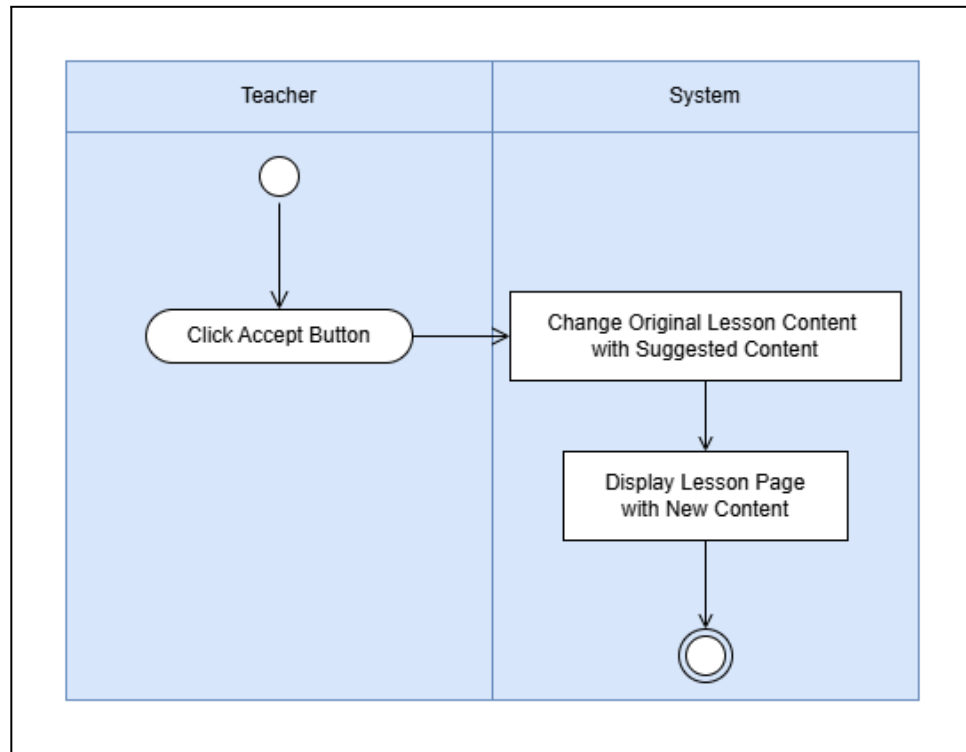 Teacher
System
Click Accept Button
Change Original Lesson Content
with Suggested Content
Display Lesson Page
with New Content